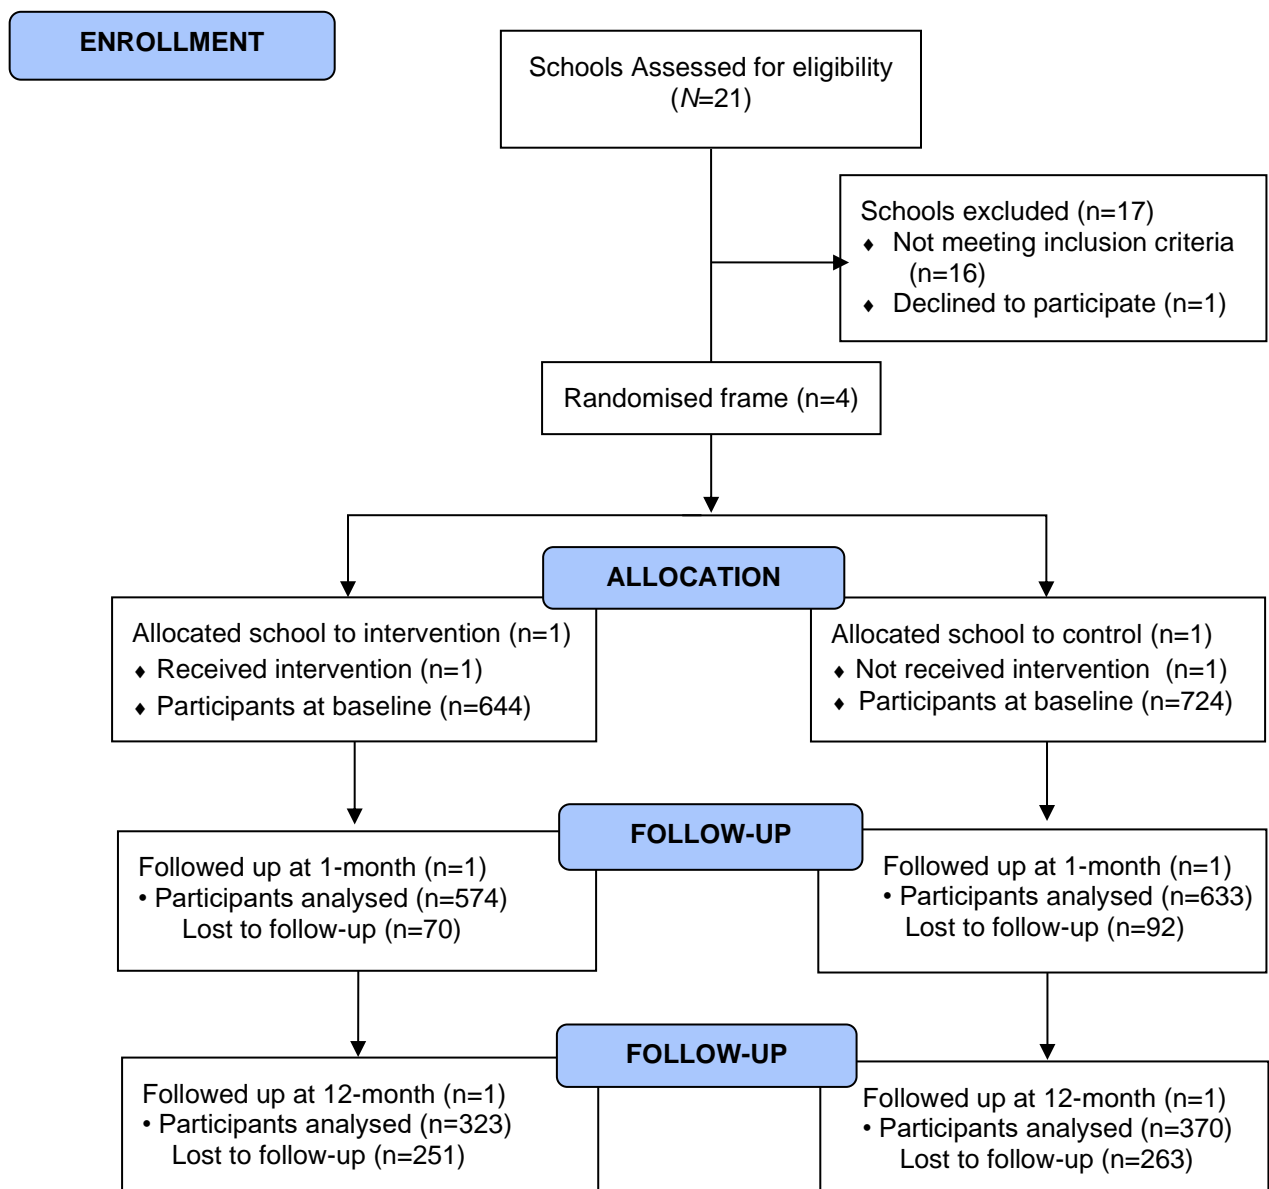 ENROLLMENT
Schools Assessed for eligibility
(N=21)
Schools excluded (n=17)
♦ Not meeting inclusion criteria
(n=16)
♦ Declined to participate (n=1)
Randomised frame (n=4)
ALLOCATION
Allocated school to intervention (n=1)
♦ Received intervention (n=1)
♦ Participants at baseline (n=644)
Allocated school to control (n=1)
♦ Not received intervention (n=1)
♦ Participants at baseline (n=724)
FOLLOW-UP
Followed up at 1-month (n=1)
• Participants analysed (n=574)
Lost to follow-up (n=70)
Followed up at 1-month (n=1)
• Participants analysed (n=633)
Lost to follow-up (n=92)
FOLLOW-UP
Followed up at 12-month (n=1)
• Participants analysed (n=323)
Lost to follow-up (n=251)
Followed up at 12-month (n=1)
• Participants analysed (n=370)
Lost to follow-up (n=263)